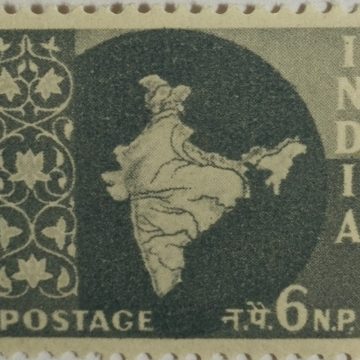 INDIA
POSTAGE न.पै. 6 N.P.